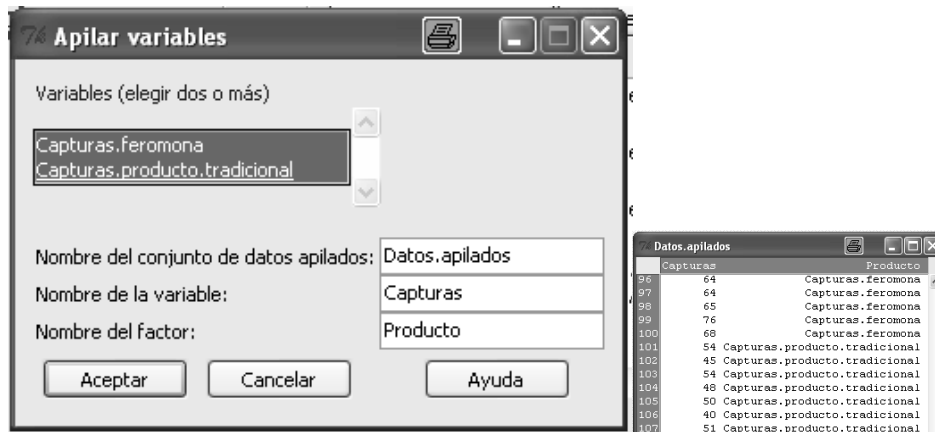 Apilar variables
Variables (elegir dos o más)
Capturas.feromona
Capturas.producto.tradicional
Nombre del conjunto de datos apilados: Datos.apilados
Nombre de la variable: Capturas
Nombre del factor: Producto
Aceptar Cancelar Ayuda
Datos.apilados
Capturas Producto
96 64 Capturas.feromona
97 64 Capturas.feromona
98 65 Capturas.feromona
99 76 Capturas.feromona
100 68 Capturas.feromona
101 54 Capturas.producto.tradicional
102 45 Capturas.producto.tradicional
103 54 Capturas.producto.tradicional
104 48 Capturas.producto.tradicional
105 50 Capturas.producto.tradicional
106 40 Capturas.producto.tradicional
107 51 Capturas.producto.tradicional